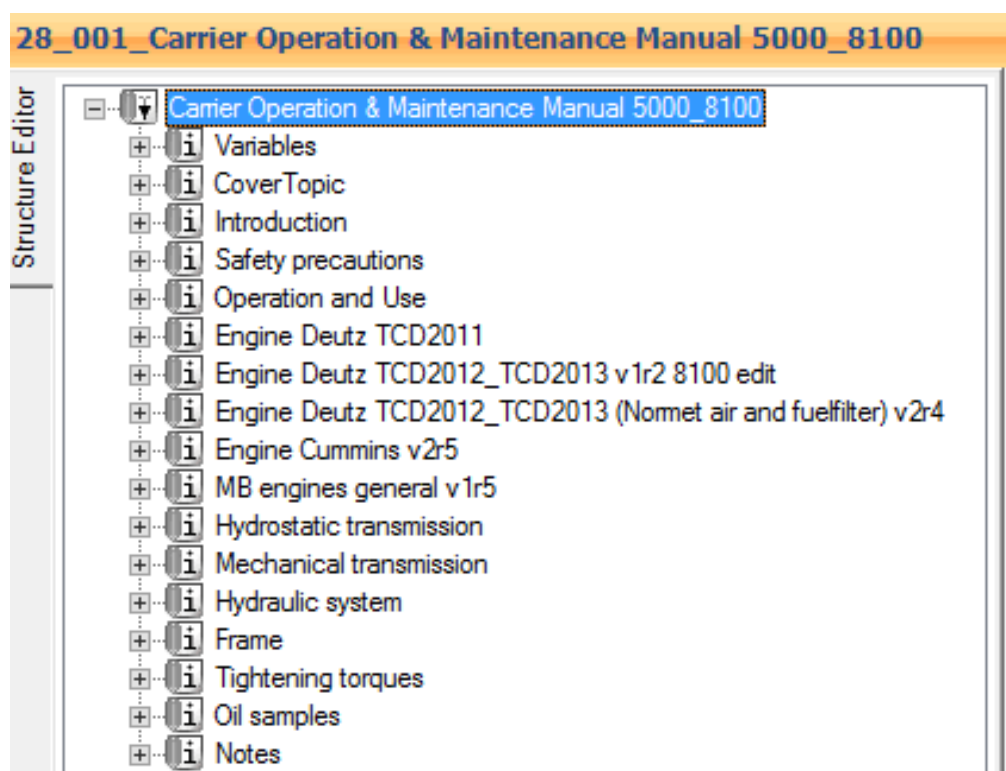 28_001_Carrier Operation & Maintenance Manual 5000_8100
Structure Editor
Carrier Operation & Maintenance Manual 5000_8100
Variables
CoverTopic
Introduction
Safety precautions
Operation and Use
Engine Deutz TCD2011
Engine Deutz TCD2012_TCD2013 v1r2 8100 edit
Engine Deutz TCD2012_TCD2013 (Normet air and fuelfilter) v2r4
Engine Cummins v2r5
MB engines general v1r5
Hydrostatic transmission
Mechanical transmission
Hydraulic system
Frame
Tightening torques
Oil samples
Notes